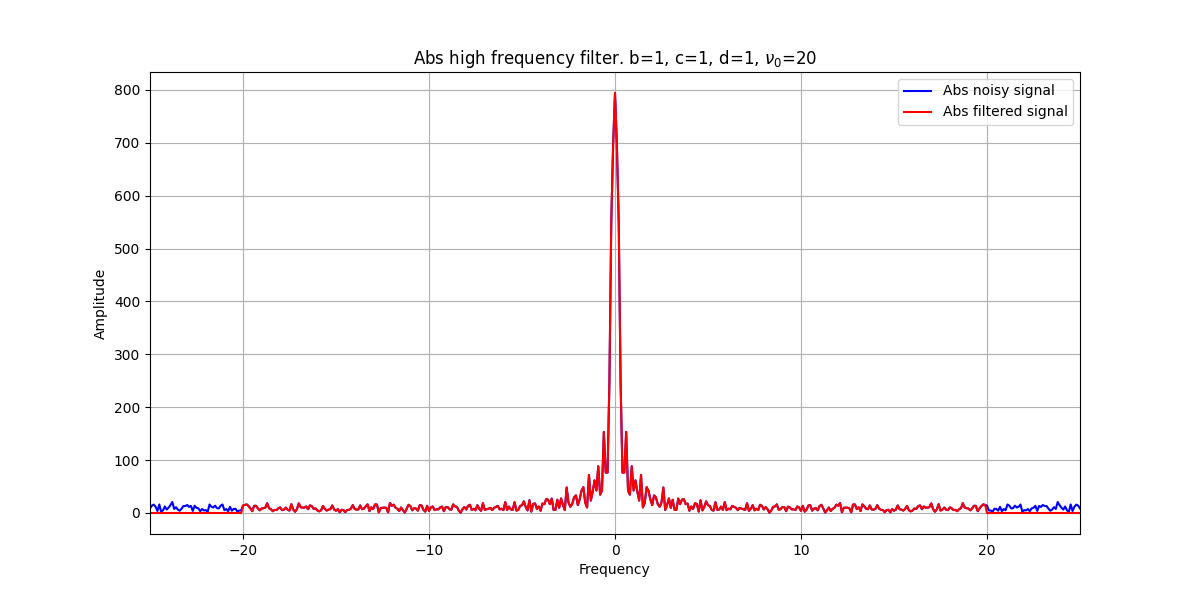 Abs high frequency filter. b=1, c=1, d=1, ν₀=20
Abs noisy signal
Abs filtered signal
800
700
600
500
400
300
200
100
0
Amplitude
−20
−10
0
10
20
Frequency